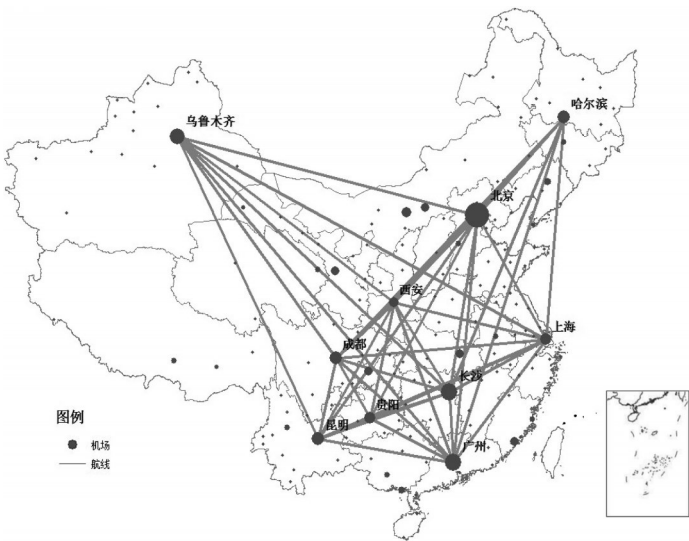 哈尔滨
乌鲁木齐
北京
西安
上海
成都
长沙
贵阳
昆明
广州
图例
机场
航线